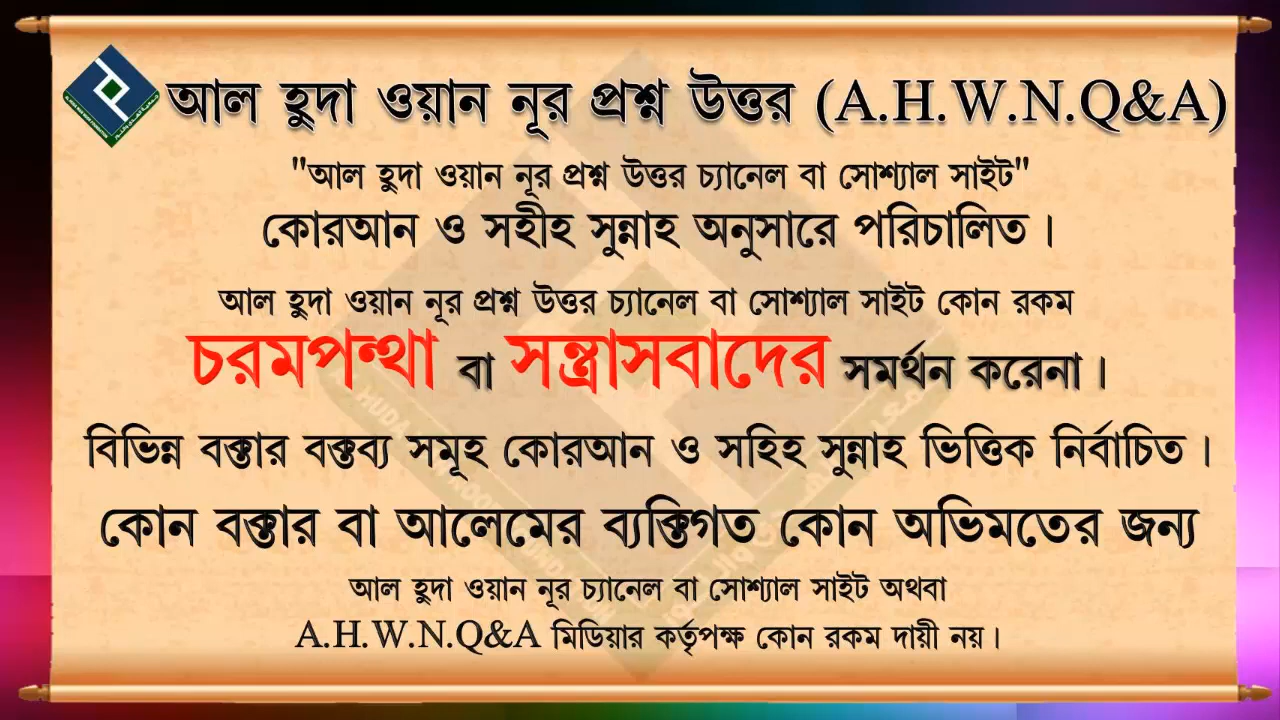 আল হুদা ওয়ান নূর প্রশ্ন উত্তর (A.H.W.N.Q&A)
"আল হুদা ওয়ান নূর প্রশ্ন উত্তর চ্যানেল বা সোশ্যাল সাইট"
কোরআন ও সহীহ সুন্নাহ অনুসারে পরিচালিত।
আল হুদা ওয়ান নূর প্রশ্ন উত্তর চ্যানেল বা সোশ্যাল সাইট কোন রকম
চরমপন্থা বা সন্ত্রাসবাদের সমর্থন করেনা।
বিভিন্ন বক্তার বক্তব্য সমূহ কোরআন ও সহিহ সুন্নাহ ভিত্তিক নির্বাচিত।
কোন বক্তার বা আলেমের ব্যক্তিগত কোন অভিমতের জন্য
আল হুদা ওয়ান নূর চ্যানেল বা সোশ্যাল সাইট অথবা
A.H.W.N.Q&A মিডিয়ার কর্তৃপক্ষ কোন রকম দায়ী নয়।